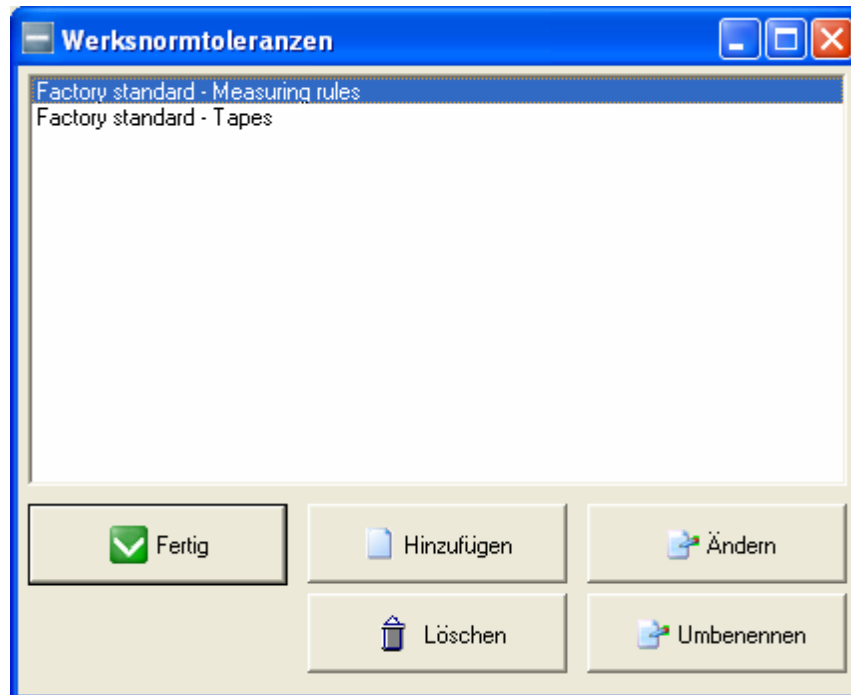 Werksnormtoleranzen
Factory standard - Measuring rules
Factory standard - Tapes
Fertig
Hinzufügen
Ändern
Löschen
Umbenennen